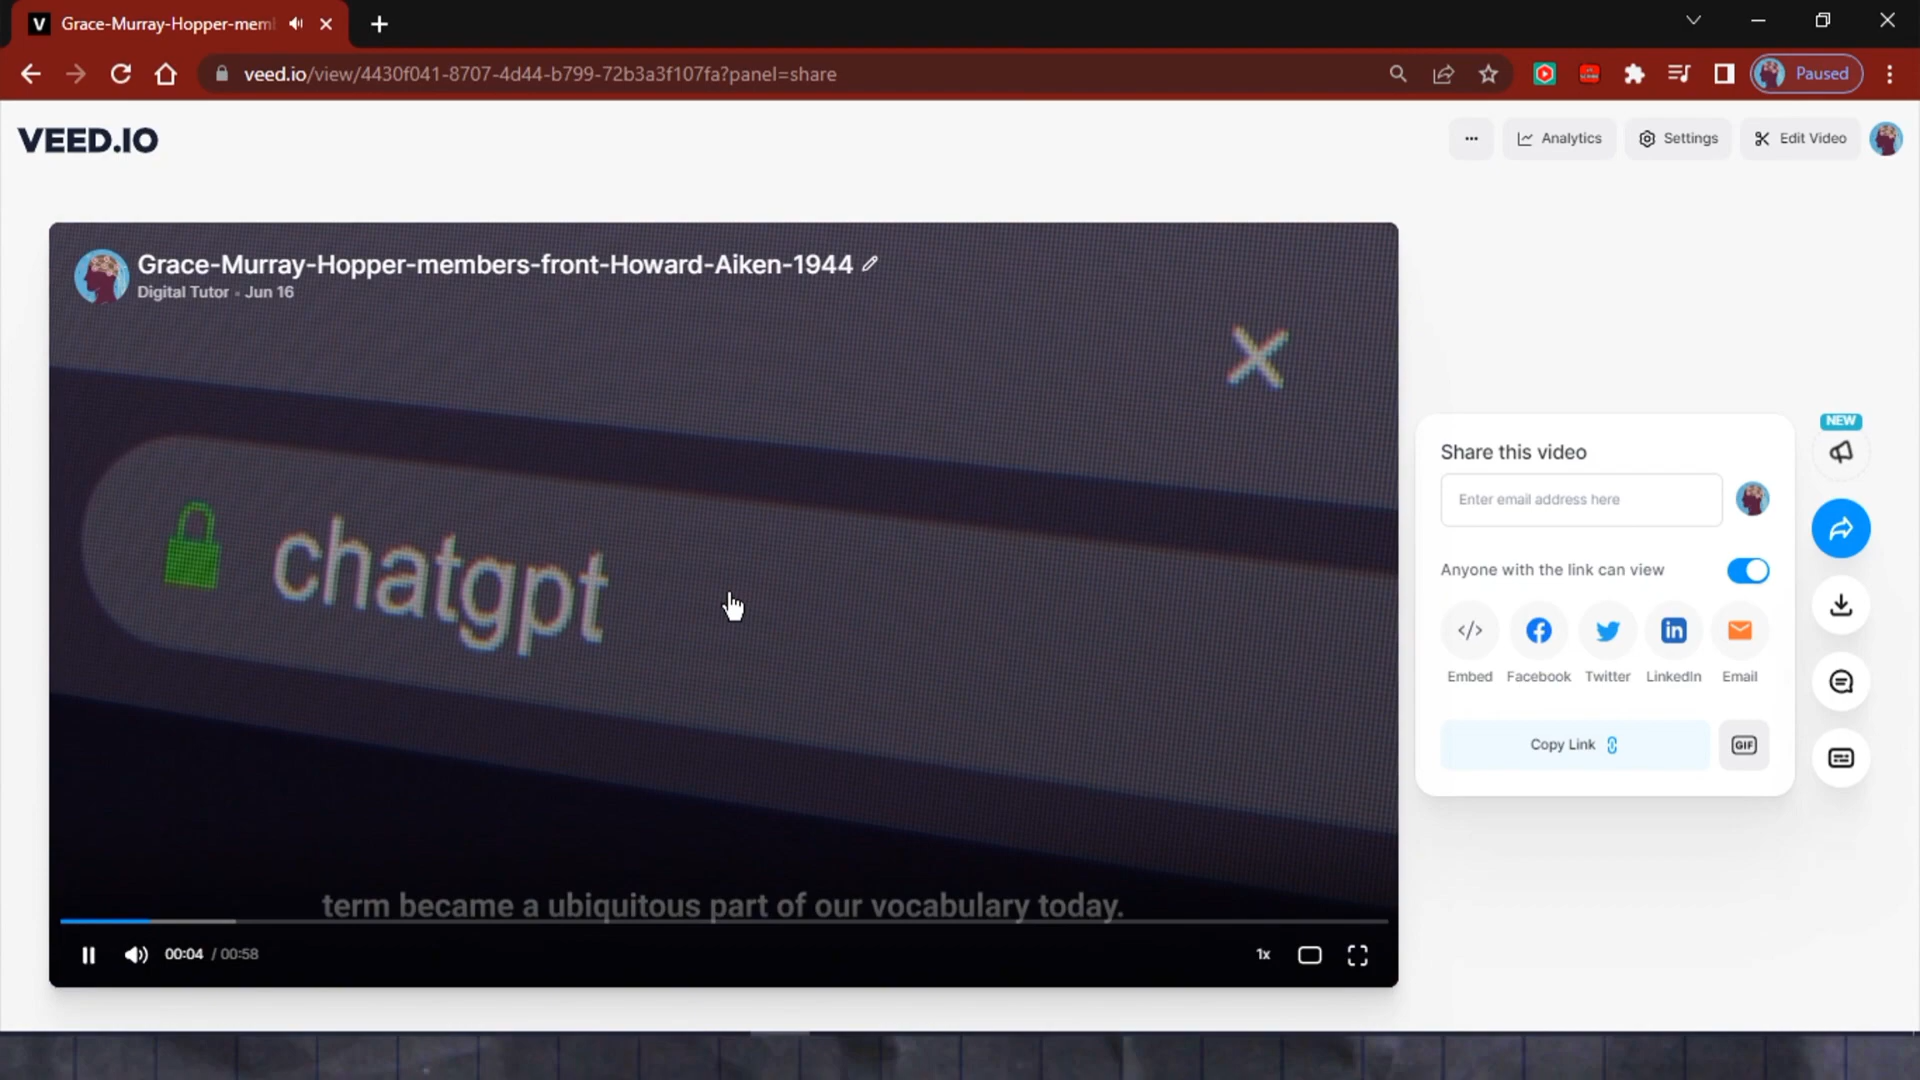 V Grace-Murray-Hopper-mem
veed.io/view/4430f041-8707-4d44-b799-72b3a3f107fa?panel=share
Paused
VEED.IO
Analytics
Settings
Edit Video
Grace-Murray-Hopper-members-front-Howard-Aiken-1944
Digital Tutor - Jun 16
chatgpt
term became a ubiquitous part of our vocabulary today.
00:04 / 00:58
1x
NEW
Share this video
Enter email address here
Anyone with the link can view
Embed Facebook Twitter LinkedIn Email
Copy Link
GIF